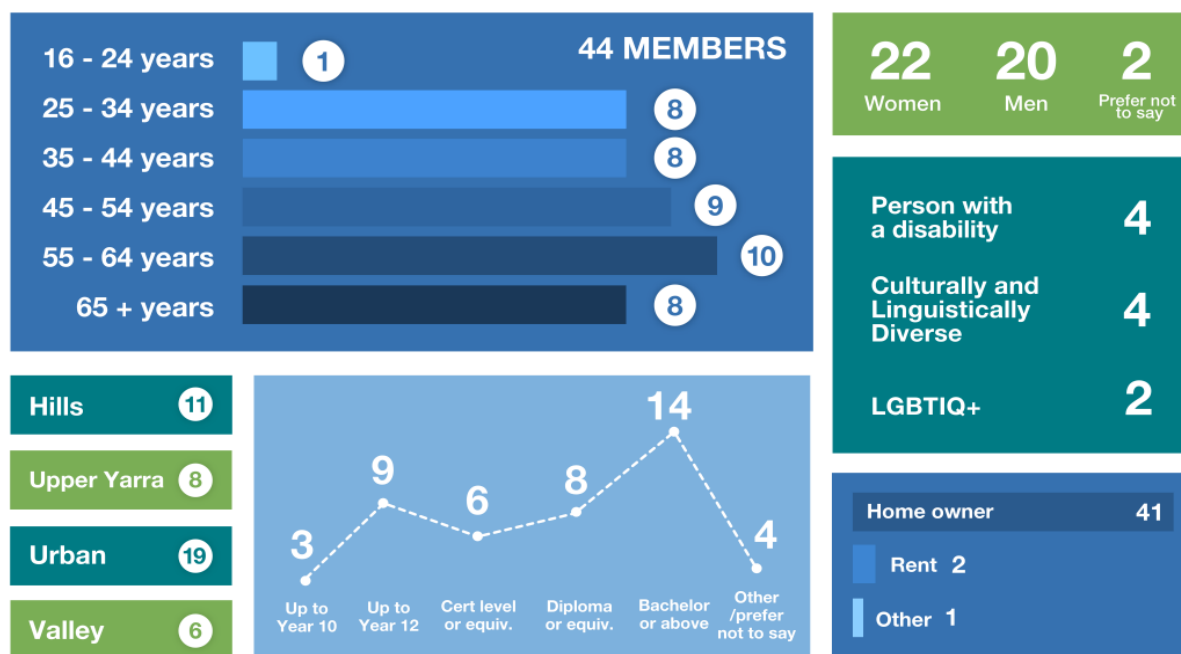 44 MEMBERS
16 - 24 years 1
25 - 34 years 8
35 - 44 years 8
45 - 54 years 9
55 - 64 years 10
65 + years 8
22 20 2
Women Men Prefer not
to say
Person with
a disability 4
Culturally and
Linguistically
Diverse 4
LGBTIQ+ 2
Hills 11
Upper Yarra 8
Urban 19
Valley 6
3 9 6 8 14 4
Up to
Year 10
Up to
Year 12
Cert level
or equiv.
Diploma
or equiv.
Bachelor
or above
Other
/prefer
not to say
Home owner 41
Rent 2
Other 1